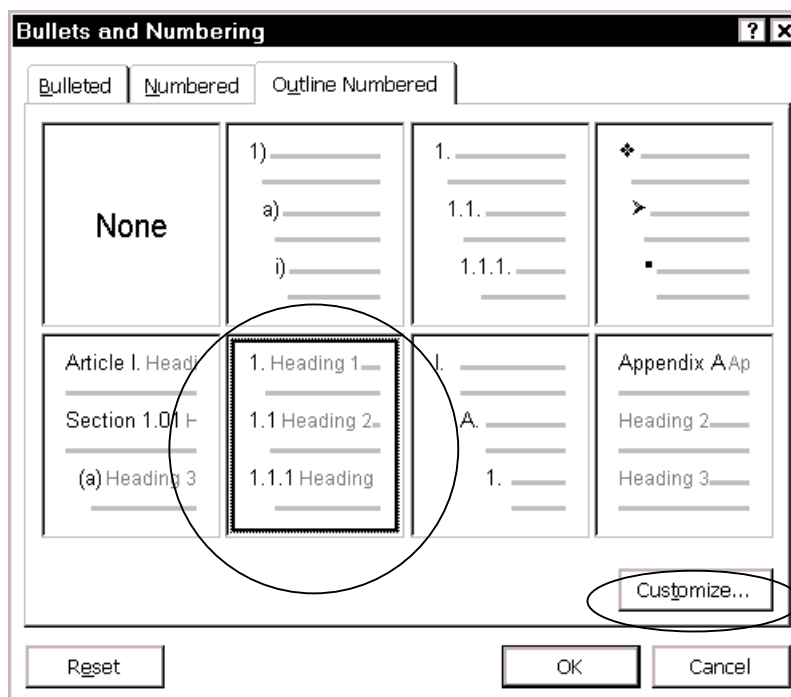 Bullets and Numbering
Bulleted Numbered Outline Numbered
None
1)
a)
i)
1.
1.1.
1.1.1.
Article I. Headi
Section 1.01 H
(a) Heading 3
1. Heading 1
1.1 Heading 2
1.1.1 Heading
I.
A.
1.
Appendix A Ap
Heading 2
Heading 3
Customize...
Reset OK Cancel